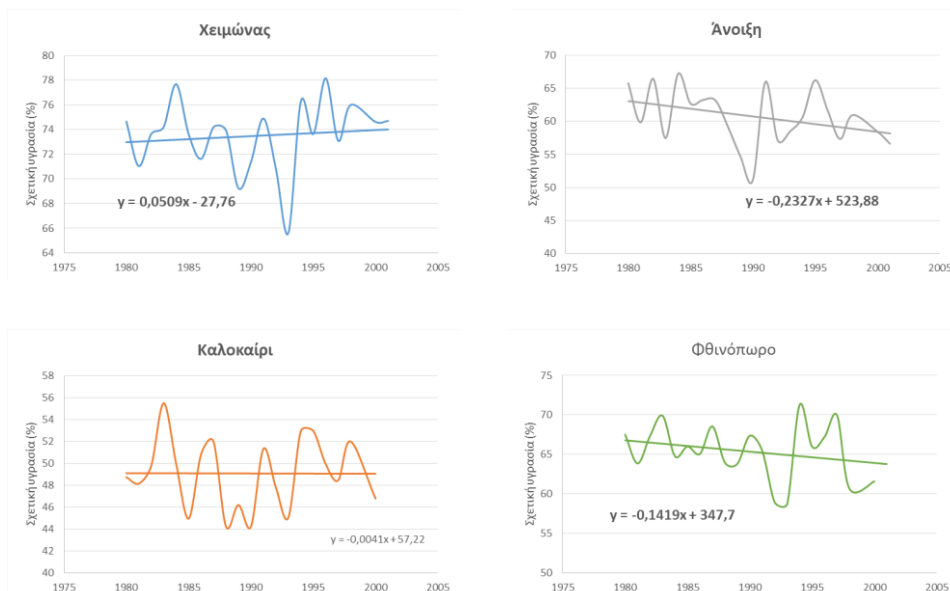 Χειμώνας
Σχετική υγρασία (%)
80
78
76
74
72
70
68
66
64
y = 0,0509x - 27,76
1975 1980 1985 1990 1995 2000 2005
Άνοιξη
Σχετική υγρασία (%)
70
65
60
55
50
45
40
y = -0,2327x + 523,88
1975 1980 1985 1990 1995 2000 2005
Καλοκαίρι
Σχετική υγρασία (%)
58
56
54
52
50
48
46
44
42
40
y = -0,0041x + 57,22
1975 1980 1985 1990 1995 2000 2005
Φθινόπωρο
Σχετική υγρασία (%)
75
70
65
60
55
50
y = -0,1419x + 347,7
1975 1980 1985 1990 1995 2000 2005